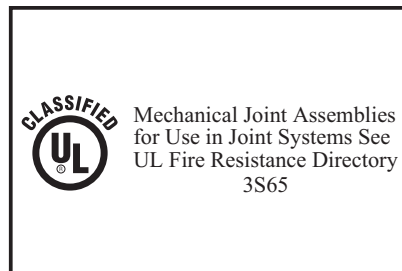 CLASSIFIED
UL
®
Mechanical Joint Assemblies
for Use in Joint Systems See
UL Fire Resistance Directory
3S65